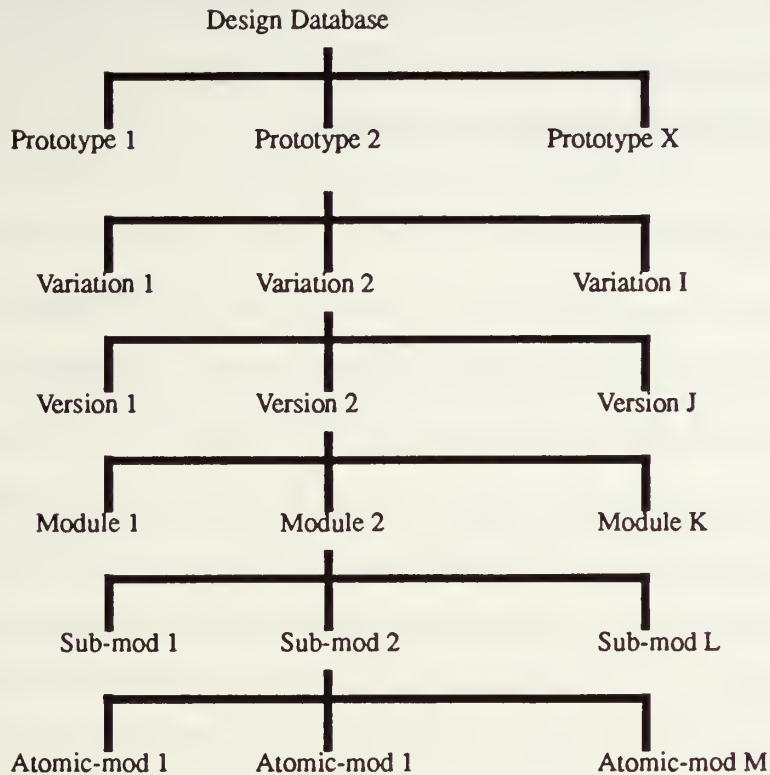 Design Database
Prototype 1 Prototype 2 Prototype X
Variation 1 Variation 2 Variation I
Version 1 Version 2 Version J
Module 1 Module 2 Module K
Sub-mod 1 Sub-mod 2 Sub-mod L
Atomic-mod 1 Atomic-mod 1 Atomic-mod M